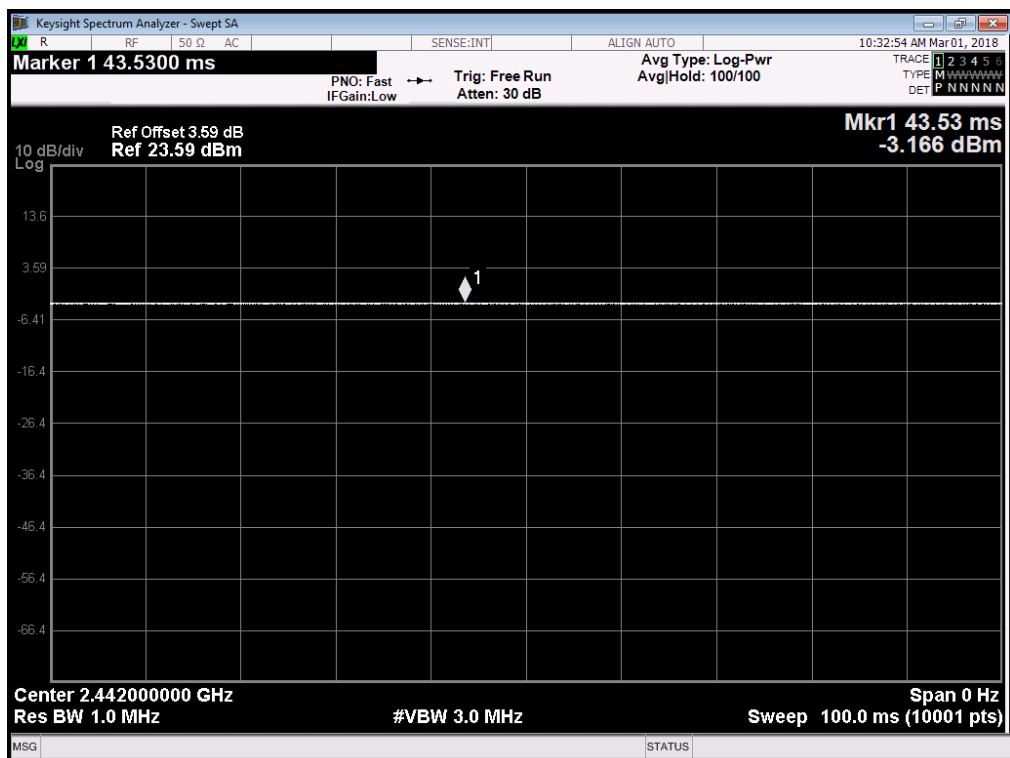 Keysight Spectrum Analyzer - Swept SA
LXI R RF 50 Ω AC SENSE:INT ALIGN AUTO 10:32:54 AM Mar 01, 2018
Marker 1 43.5300 ms
PNO: Fast
IFGain:Low
Trig: Free Run
Atten: 30 dB
Avg Type: Log-Pwr
Avg|Hold: 100/100
TRACE 1 2 3 4 5 6
TYPE M WWWWW
DET P N N N N N
Ref Offset 3.59 dB
10 dB/div Ref 23.59 dBm
Log
Mkr1 43.53 ms
-3.166 dBm
13.6
3.59
1
-6.41
-16.4
-26.4
-36.4
-46.4
-56.4
-66.4
Center 2.442000000 GHz Span 0 Hz
Res BW 1.0 MHz #VBW 3.0 MHz Sweep 100.0 ms (10001 pts)
MSG STATUS